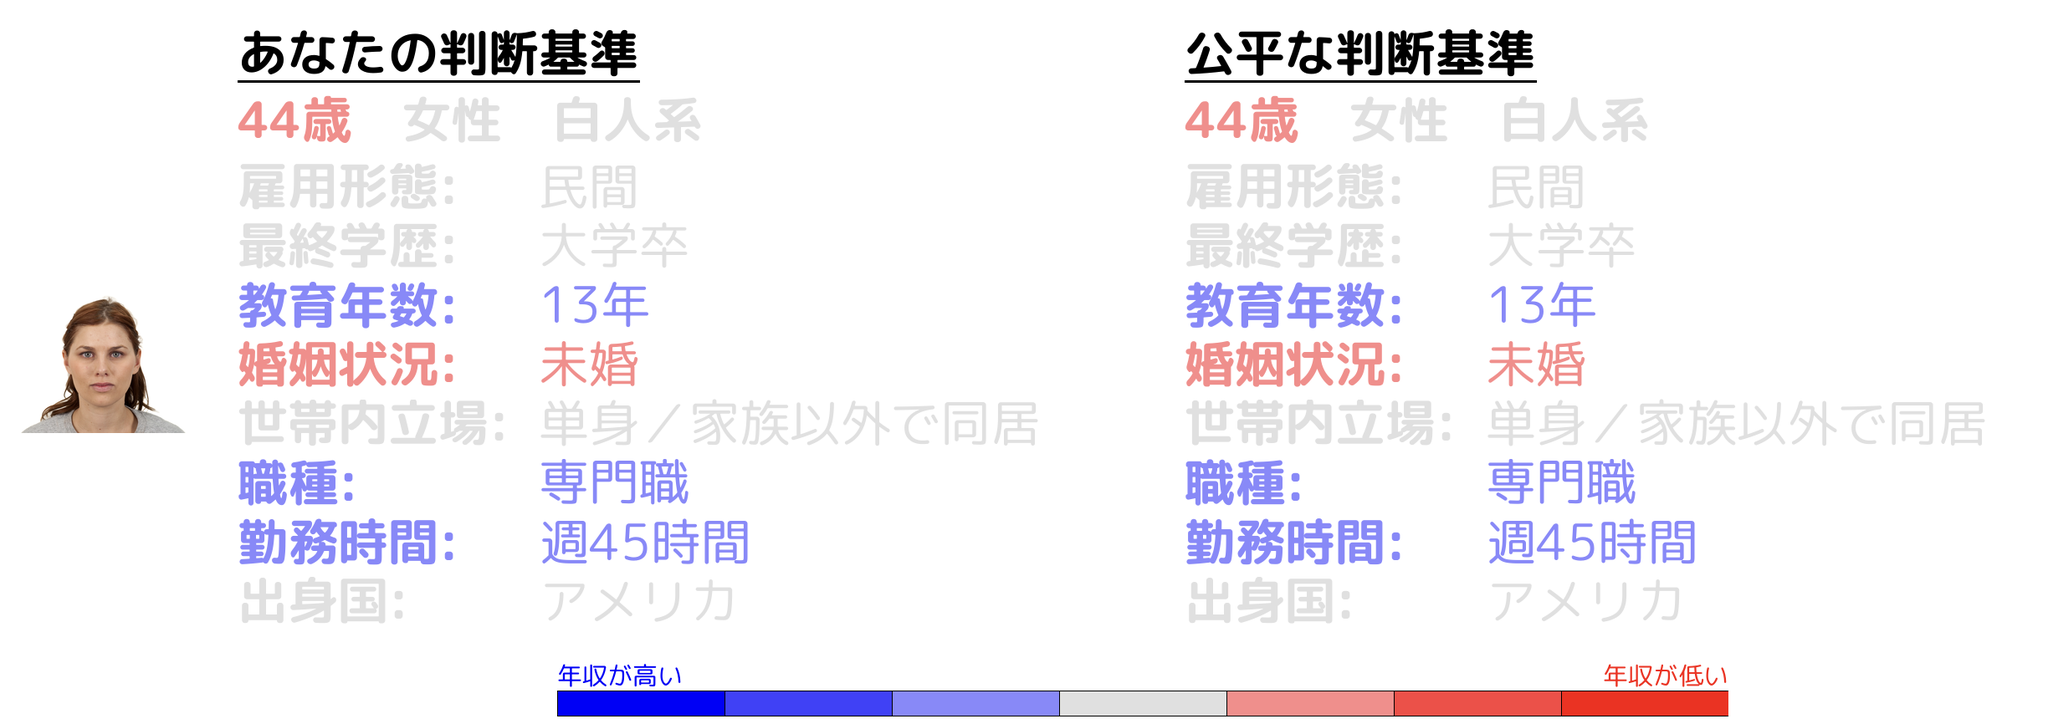 あなたの判断基準
44歳 女性 白人系
雇用形態: 民間
最終学歴: 大学卒
教育年数: 13年
婚姻状況: 未婚
世帯内立場: 単身／家族以外で同居
職種: 専門職
勤務時間: 週45時間
出身国: アメリカ
公平な判断基準
44歳 女性 白人系
雇用形態: 民間
最終学歴: 大学卒
教育年数: 13年
婚姻状況: 未婚
世帯内立場: 単身／家族以外で同居
職種: 専門職
勤務時間: 週45時間
出身国: アメリカ
年収が高い
年収が低い